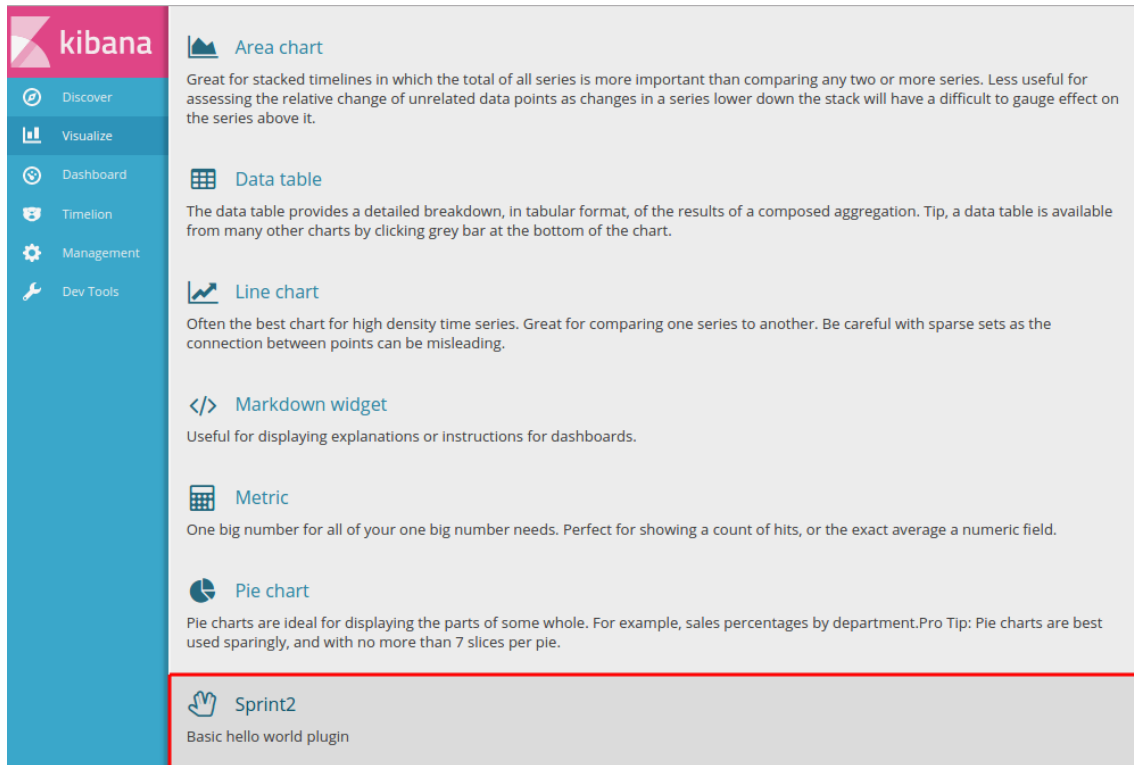 kibana
Discover
Visualize
Dashboard
Timelion
Management
Dev Tools
Area chart
Great for stacked timelines in which the total of all series is more important than comparing any two or more series. Less useful for
assessing the relative change of unrelated data points as changes in a series lower down the stack will have a difficult to gauge effect on
the series above it.
Data table
The data table provides a detailed breakdown, in tabular format, of the results of a composed aggregation. Tip, a data table is available
from many other charts by clicking grey bar at the bottom of the chart.
Line chart
Often the best chart for high density time series. Great for comparing one series to another. Be careful with sparse sets as the
connection between points can be misleading.
Markdown widget
Useful for displaying explanations or instructions for dashboards.
Metric
One big number for all of your one big number needs. Perfect for showing a count of hits, or the exact average a numeric field.
Pie chart
Pie charts are ideal for displaying the parts of some whole. For example, sales percentages by department.Pro Tip: Pie charts are best
used sparingly, and with no more than 7 slices per pie.
Sprint2
Basic hello world plugin